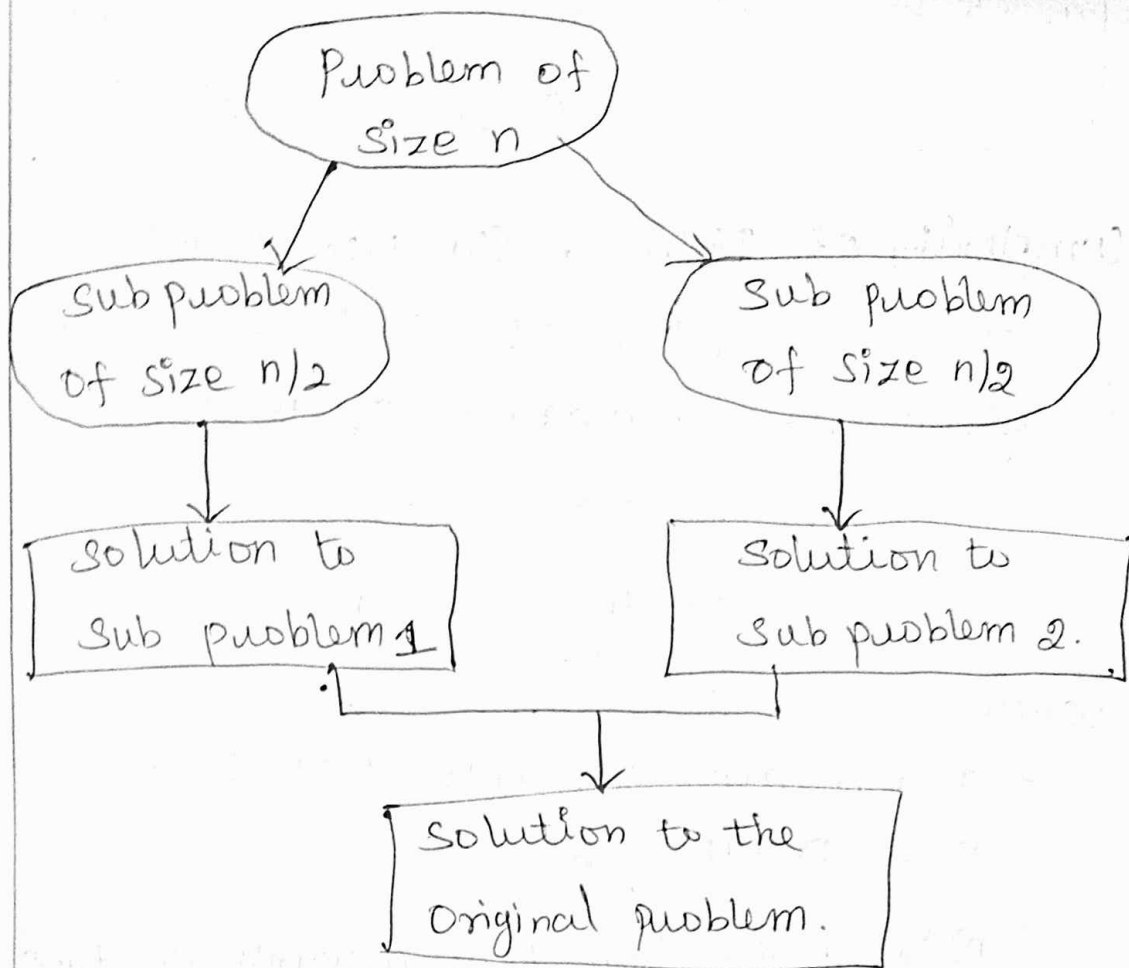 Problem of
size n
Sub problem
of size n/2
Sub problem
of size n/2
Solution to
Sub problem 1
Solution to
Sub problem 2.
Solution to the
Original problem.